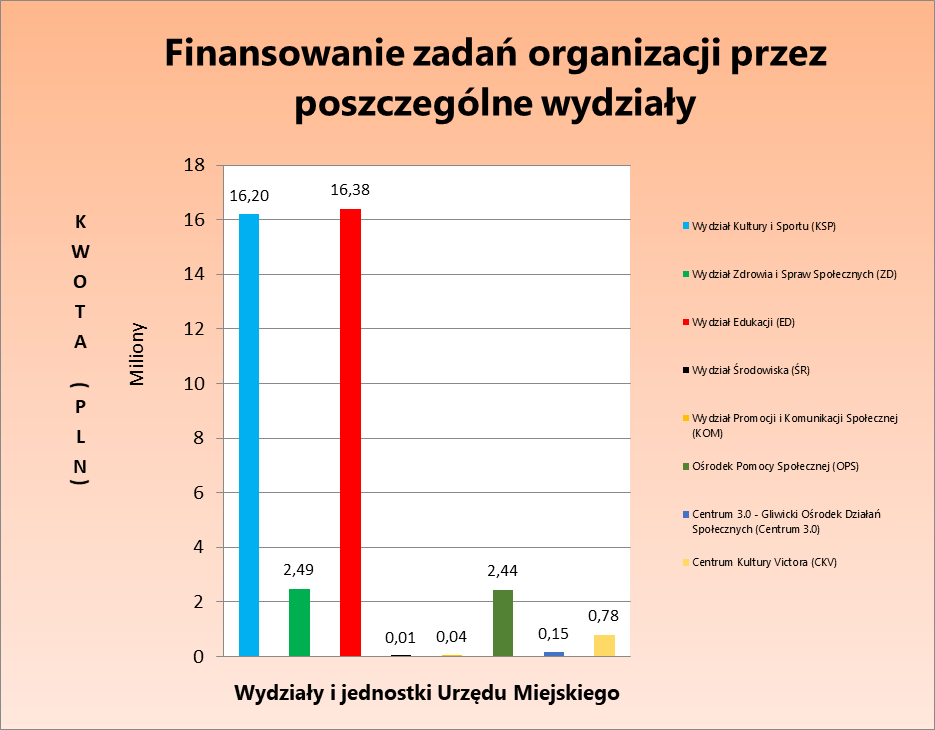 Finansowanie zadań organizacji przez
poszczególne wydziały
KWOTA (PLN)
Miliony
18
16
14
12
10
8
6
4
2
0
16,20
2,49
16,38
0,01
0,04
2,44
0,15
0,78
Wydziały i jednostki Urzędu Miejskiego
Wydział Kultury i Sportu (KSP)
Wydział Zdrowia i Spraw Społecznych (ZD)
Wydział Edukacji (ED)
Wydział Środowiska (ŚR)
Wydział Promocji i Komunikacji Społecznej
(KOM)
Ośrodek Pomocy Społecznej (OPS)
Centrum 3.0 - Gliwicki Ośrodek Działań
Społecznych (Centrum 3.0)
Centrum Kultury Victora (CKV)